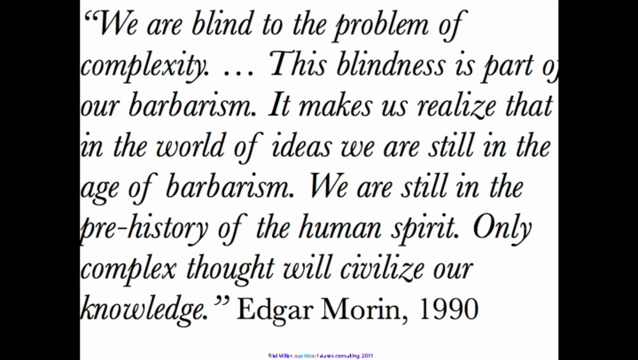 “We are blind to the problem of
complexity. … This blindness is part of
our barbarism. It makes us realize that
in the world of ideas we are still in the
age of barbarism. We are still in the
pre-history of the human spirit. Only
complex thought will civilize our
knowledge.” Edgar Morin, 1990
Riel Miller, consulting, 2011